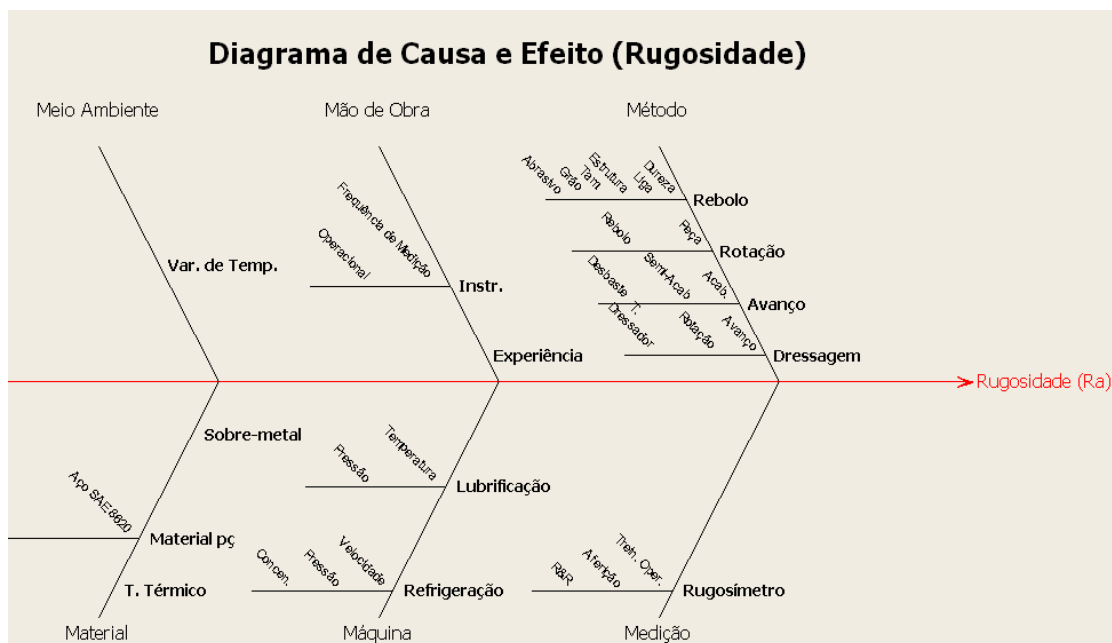 Diagrama de Causa e Efeito (Rugosidade)
Meio Ambiente
Mão de Obra
Método
Abrasivo
Grão
Tam
Estrutura
Liga
Dureza
Rebolo
Rebolo
Peça
Rotação
Desbaste T.
Semi-Acab
Acab.
Avanço
Dressador
Rotação
Avanço
Dressagem
Frequência de Medição
Operacional
Instr.
Experiência
Var. de Temp.
Rugosidade (Ra)
Sobre-metal
Aço SAE 8620
Material pç
T. Térmico
Material
Pressão
Temperatura
Lubrificação
Concen.
Pressão
Velocidade
Refrigeração
Máquina
R&R
Aferição
Trein. Oper.
Rugosímetro
Medição